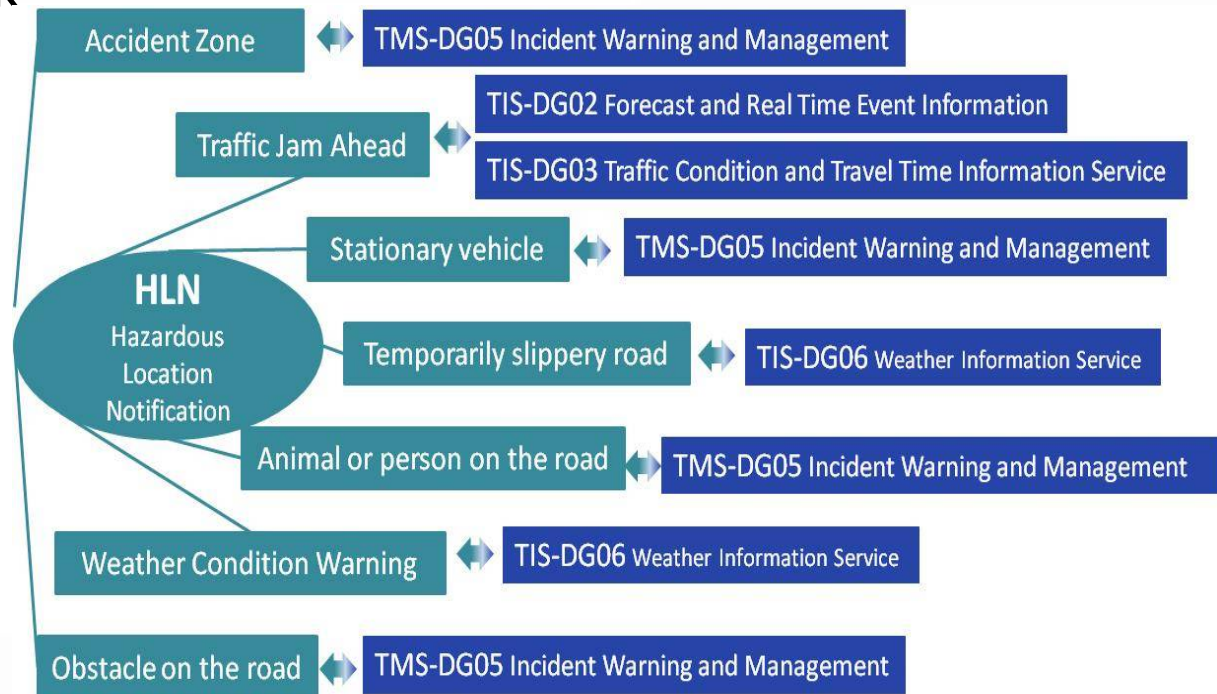 Accident Zone
TMS-DG05 Incident Warning and Management
TIS-DG02 Forecast and Real Time Event Information
Traffic Jam Ahead
TIS-DG03 Traffic Condition and Travel Time Information Service
Stationary vehicle
TMS-DG05 Incident Warning and Management
HLN
Hazardous
Location
Notification
Temporarily slippery road
TIS-DG06 Weather Information Service
Animal or person on the road
TMS-DG05 Incident Warning and Management
Weather Condition Warning
TIS-DG06 Weather Information Service
Obstacle on the road
TMS-DG05 Incident Warning and Management